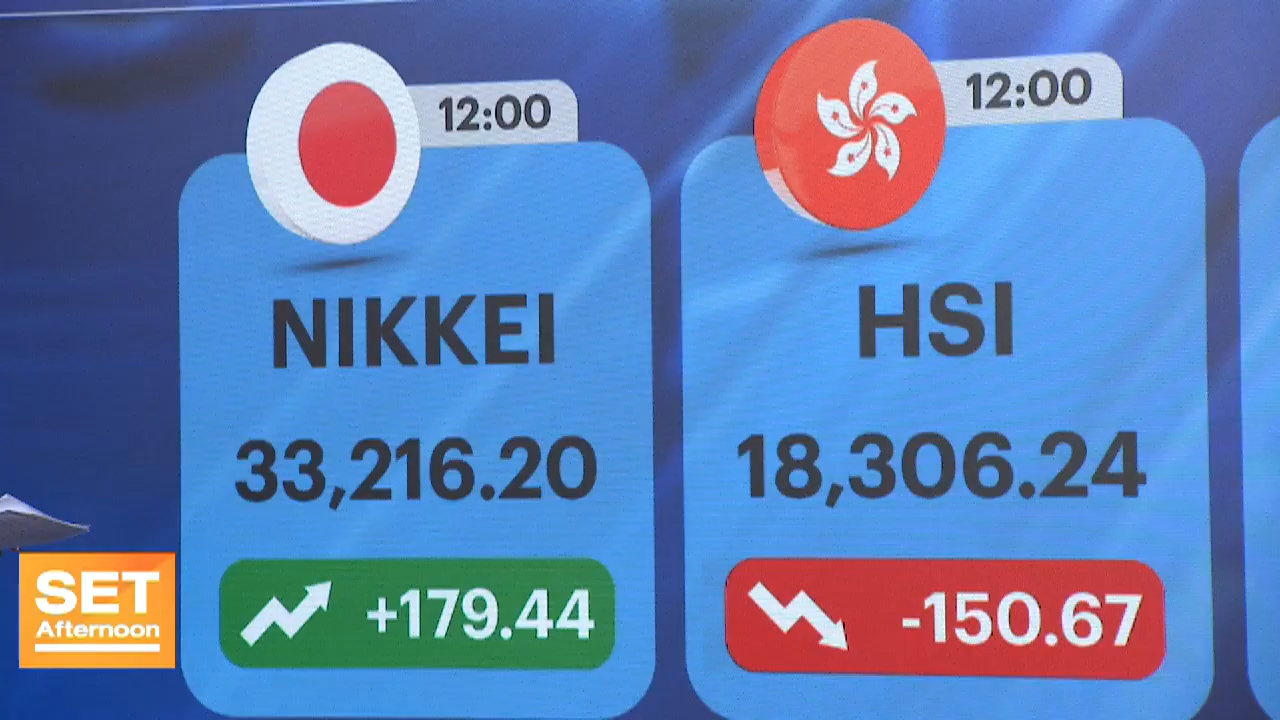 12:00
NIKKEI
33,216.20
+179.44
12:00
HSI
18,306.24
-150.67
SET
Afternoon